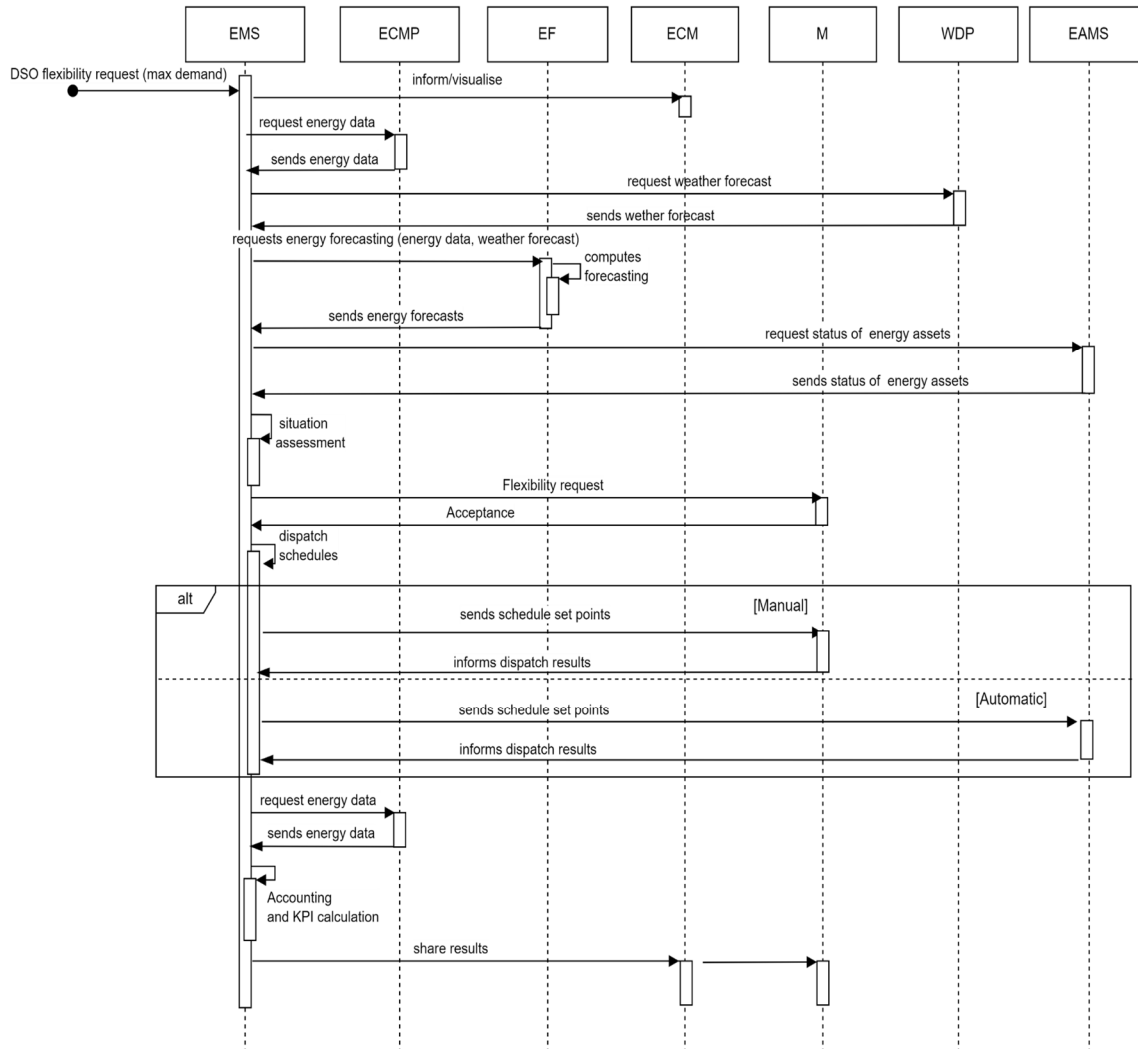 EMS
ECMP
EF
ECM
M
WDP
EAMS
DSO flexibility request (max demand)
inform/visualise
request energy data
sends energy data
request weather forecast
sends wether forecast
requests energy forecasting (energy data, weather forecast)
computes
forecasting
sends energy forecasts
request status of energy assets
sends status of energy assets
situation
assessment
Flexibility request
Acceptance
dispatch
schedules
alt
[Manual]
sends schedule set points
informs dispatch results
[Automatic]
sends schedule set points
informs dispatch results
request energy data
sends energy data
Accounting
and KPI calculation
share results